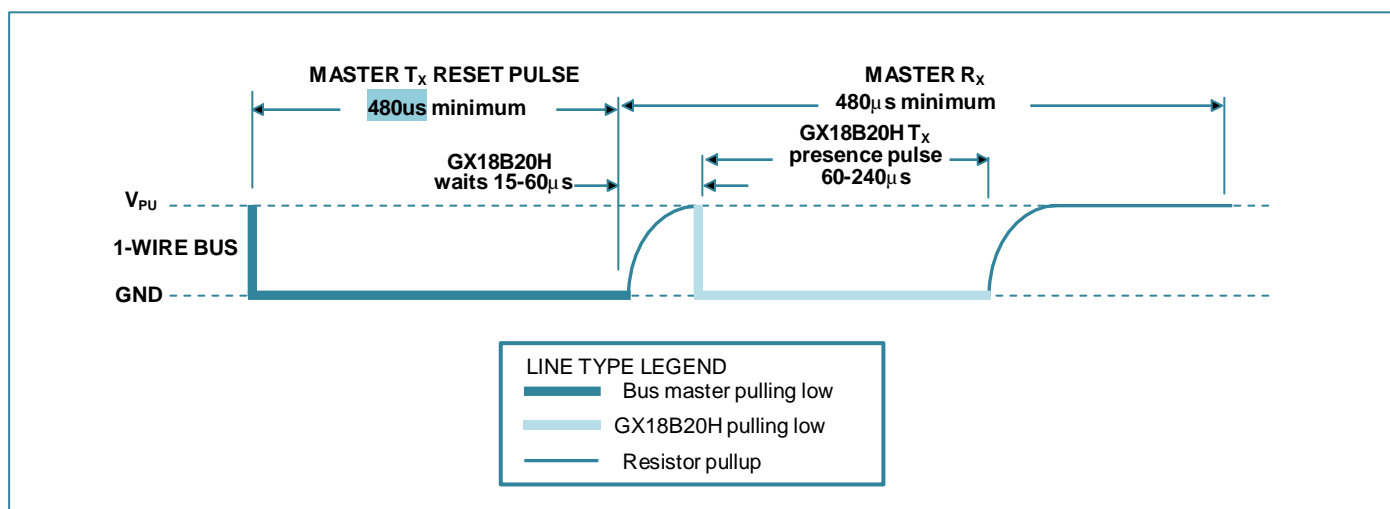 MASTER TX RESET PULSE
480us minimum
MASTER RX
480μs minimum
GX18B20H
waits 15-60μs
GX18B20H TX
presence pulse
60-240μs
VPU
1-WIRE BUS
GND
LINE TYPE LEGEND
Bus master pulling low
GX18B20H pulling low
Resistor pullup